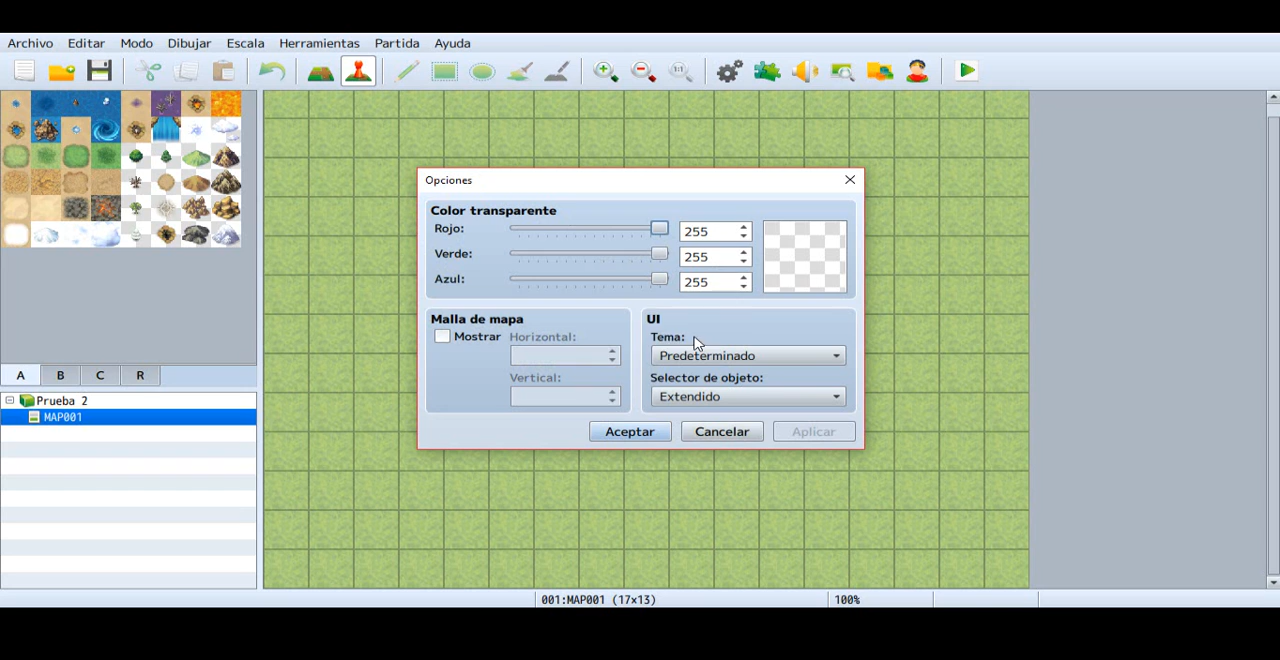 Archivo Editar Modo Dibujar Escala Herramientas Partida Ayuda
1:1
Opciones
Color transparente
Rojo: 255
Verde: 255
Azul: 255
Malla de mapa
Mostrar Horizontal:
Vertical:
UI
Tema:
Predeterminado
Selector de objeto:
Extendido
Aceptar Cancelar Aplicar
A B C R
Prueba 2
MAP001
001:MAP001 (17x13) 100%